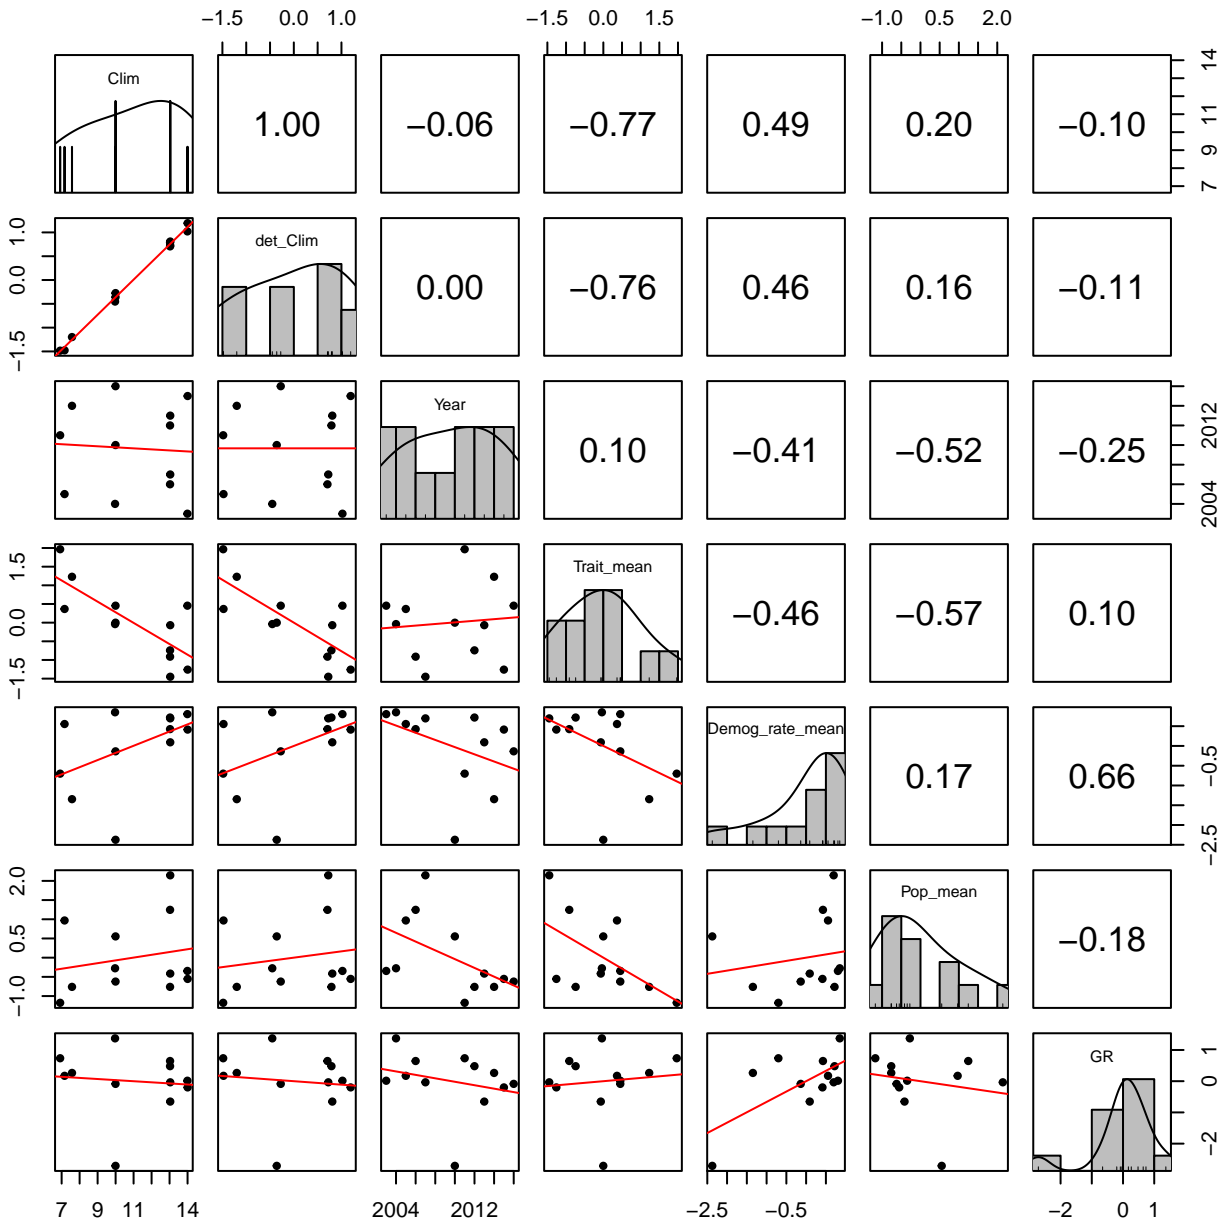 −1.5 0.0 1.0 −1.5 0.0 1.5 −1.0 0.5 2.0
Clim 1.00 −0.06 −0.77 0.49 0.20 −0.10 7 9 11 14
−1.5 0.0 1.0 det_Clim 0.00 −0.76 0.46 0.16 −0.11
Year 0.10 −0.41 −0.52 −0.25 2004 2012
−1.5 0.0 1.5 Trait_mean −0.46 −0.57 0.10
Demog_rate_mean 0.17 0.66 −2.5 −0.5
−1.0 0.5 2.0 Pop_mean −0.18
GR −2 0 1
7 9 11 14 2004 2012 −2.5 −0.5 −2 0 1